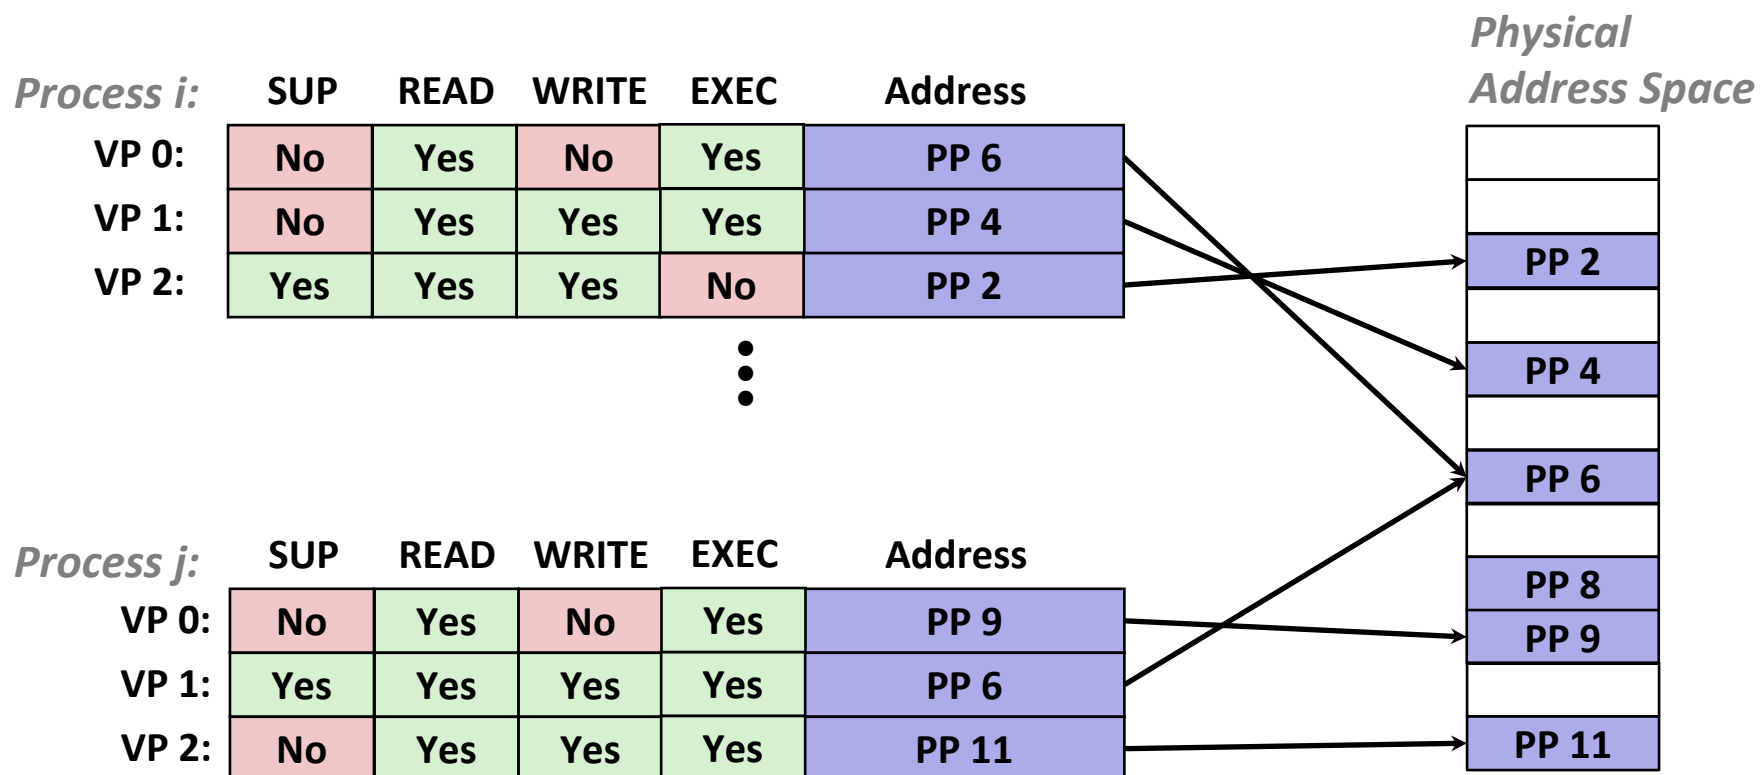 Physical
Address Space
Process i: SUP READ WRITE EXEC Address
VP 0: No Yes No Yes PP 6
VP 1: No Yes Yes Yes PP 4
VP 2: Yes Yes Yes No PP 2
PP 2
PP 4
PP 6
Process j: SUP READ WRITE EXEC Address
VP 0: No Yes No Yes PP 9
VP 1: Yes Yes Yes Yes PP 6
VP 2: No Yes Yes Yes PP 11
PP 8
PP 9
PP 11